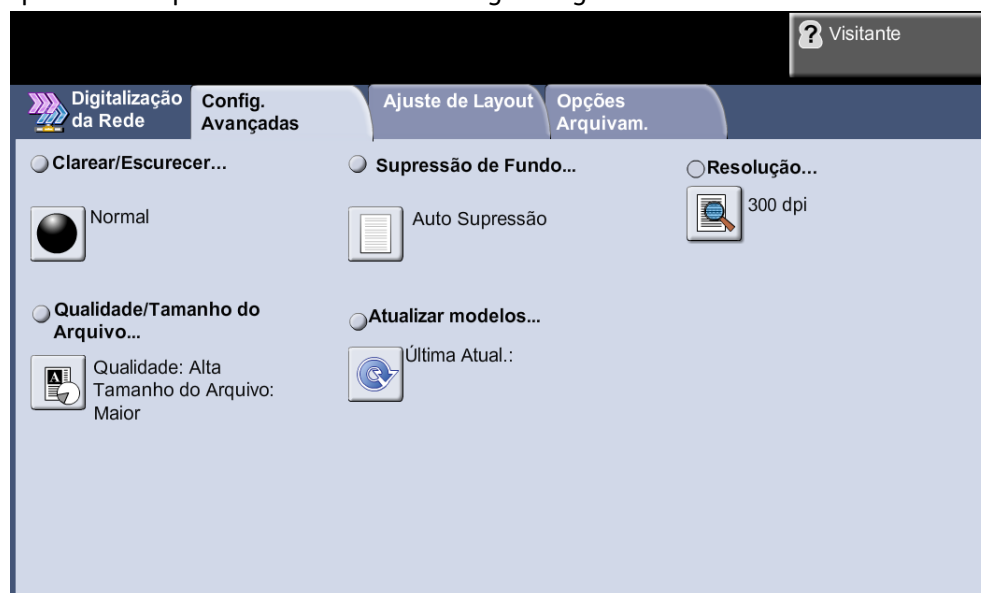 Visitante
Digitalização
da Rede
Config.
Avançadas
Ajuste de Layout
Opções
Arquivam.
Clarear/Escurecer...
Normal
Supressão de Fundo...
Auto Supressão
Resolução...
300 dpi
Qualidade/Tamanho do
Arquivo...
Qualidade: Alta
Tamanho do Arquivo:
Maior
Atualizar modelos...
Última Atual.: